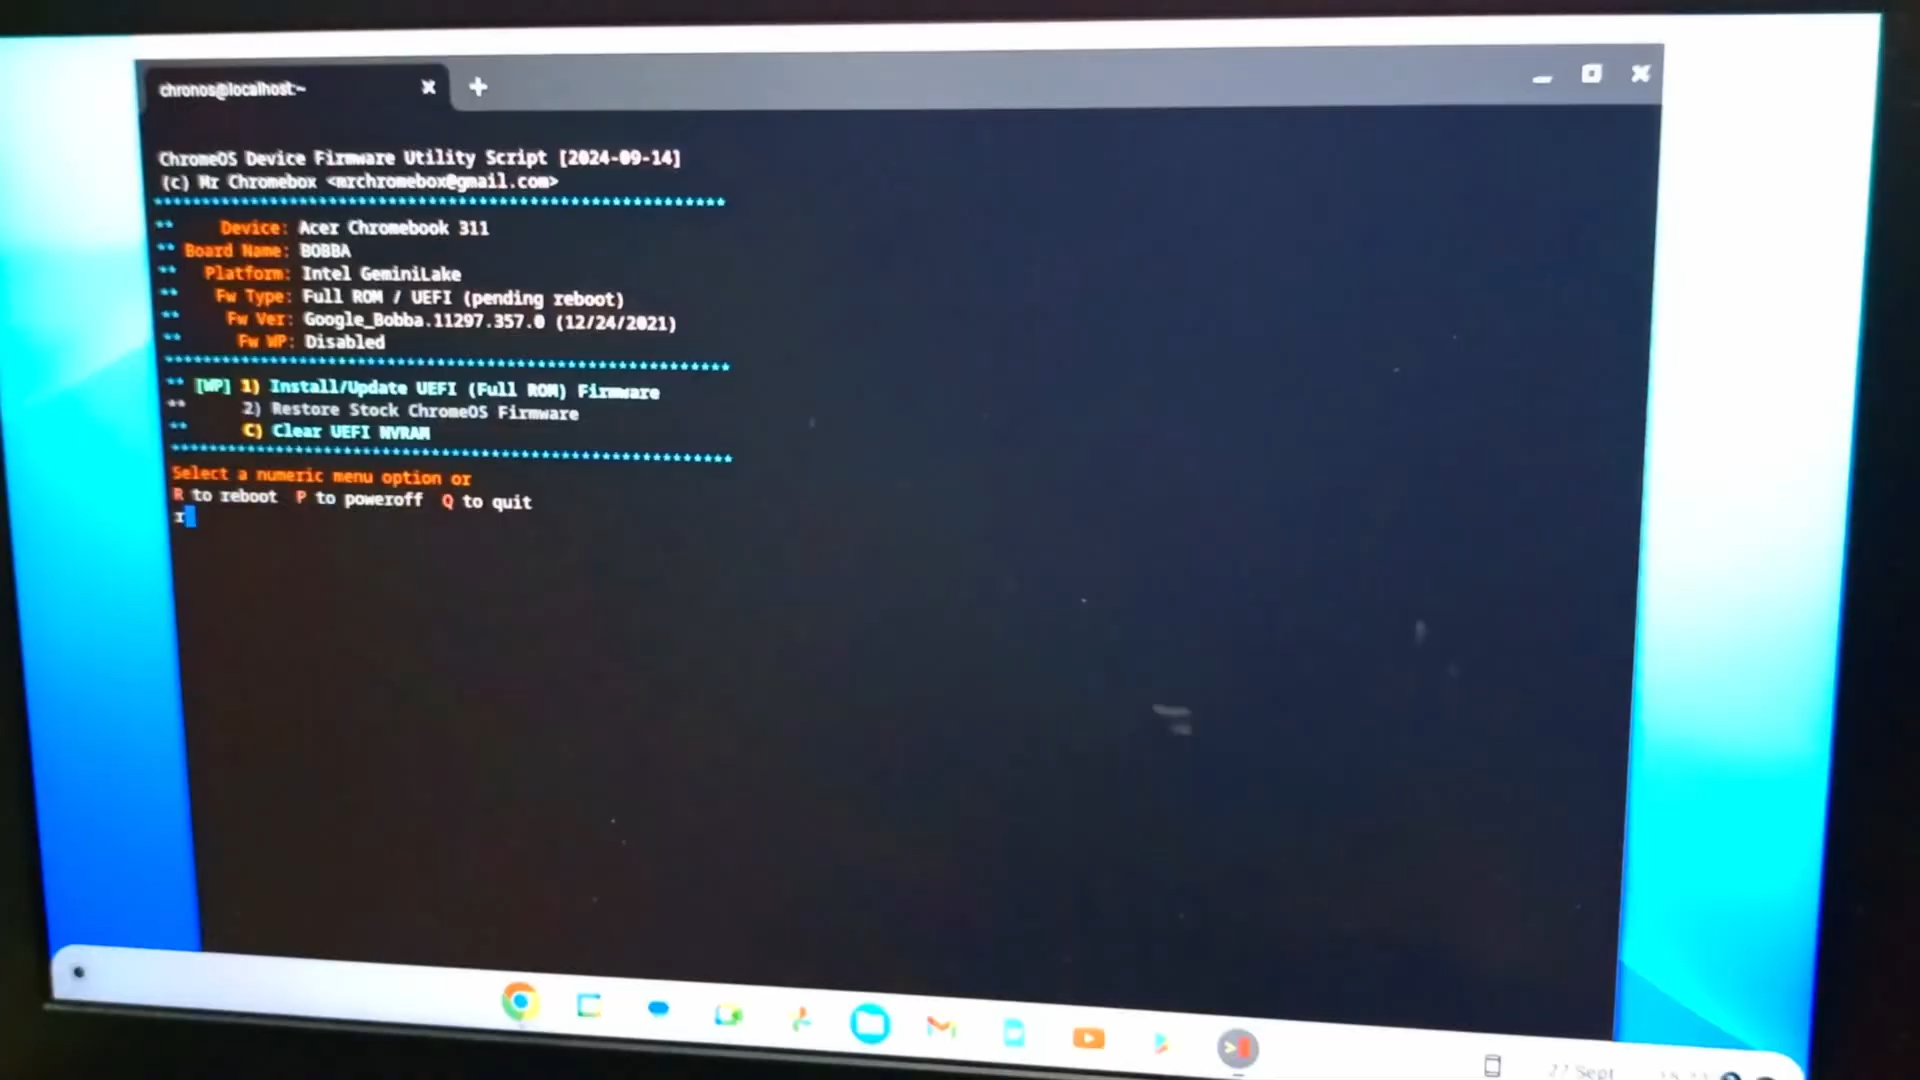 chronos@localhost:~
ChromeOS Device Firmware Utility Script [2024-09-14]
(c) Mr Chromebox <mrchromebox@gmail.com>
*********************************************************
** Device: Acer Chromebook 311
** Board Name: BOBBA
** Platform: Intel GeminiLake
** Fw Type: Full ROM / UEFI (pending reboot)
** Fw Ver: Google_Bobba.11297.357.0 (12/24/2021)
** Fw WP: Disabled
*********************************************************
** [WP] 1) Install/Update UEFI (Full ROM) Firmware
** 2) Restore Stock ChromeOS Firmware
** C) Clear UEFI NVRAM
*********************************************************
Select a numeric menu option or
R to reboot P to poweroff Q to quit
r
27 Sept